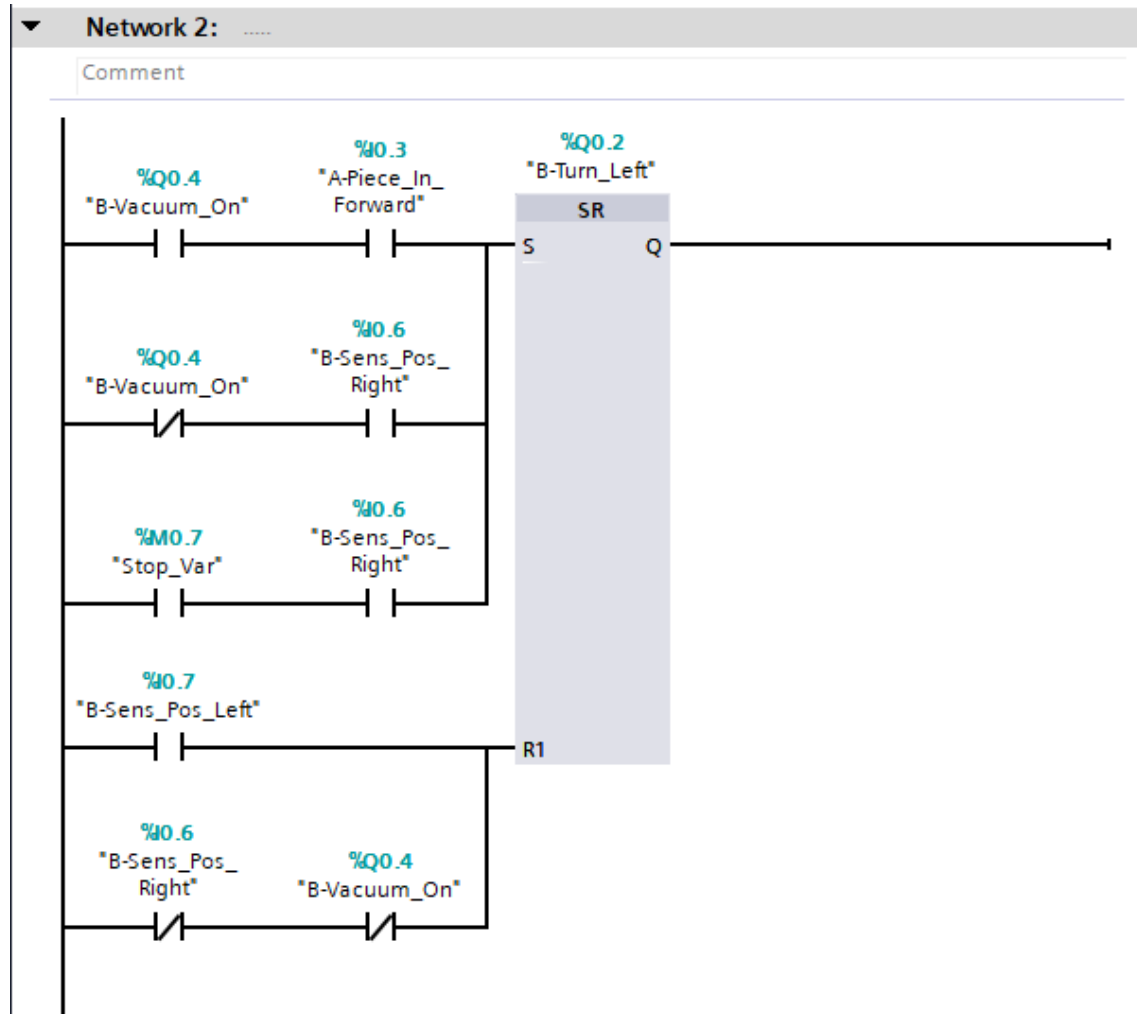 Network 2: .....
Comment
%Q0.4
"B-Vacuum_On"
%I0.3
"A-Piece_In_
Forward"
%Q0.2
"B-Turn_Left"
SR
S
Q
%Q0.4
"B-Vacuum_On"
%I0.6
"B-Sens_Pos_
Right"
%M0.7
"Stop_Var"
%I0.6
"B-Sens_Pos_
Right"
%I0.7
"B-Sens_Pos_Left"
R1
%I0.6
"B-Sens_Pos_
Right"
%Q0.4
"B-Vacuum_On"